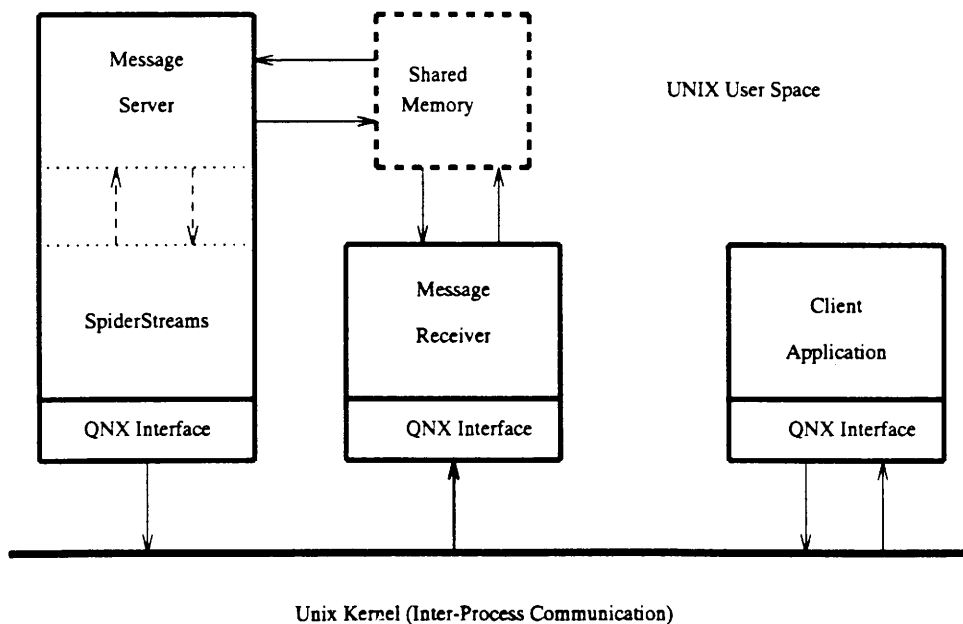 Message
Server
Shared
Memory
UNIX User Space
SpiderStreams
Message
Receiver
Client
Application
QNX Interface
QNX Interface
QNX Interface
Unix Kernel (Inter-Process Communication)